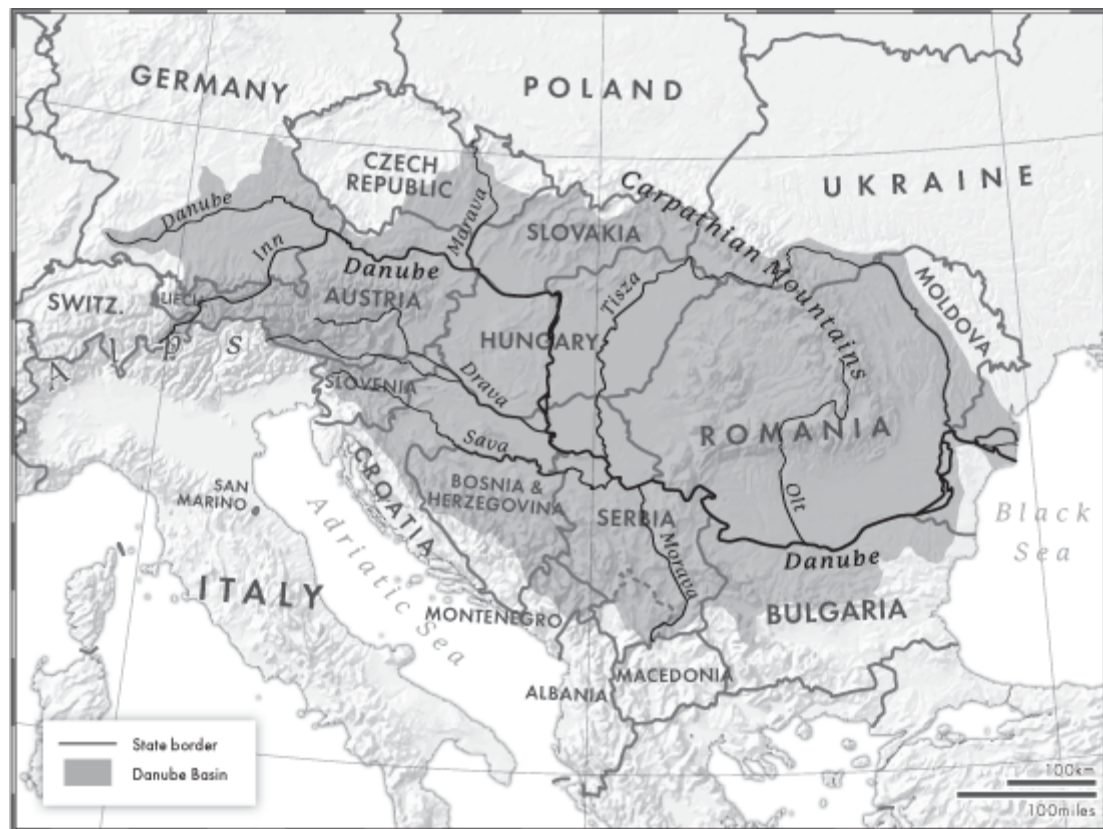 GERMANY
POLAND
CZECH
REPUBLIC
UKRAINE
Carpathian Mountains
Danube
Inn
Morava
SLOVAKIA
Danube
AUSTRIA
Tisza
MOLDOVA
SWITZ.
LIECH.
Alps
HUNGARY
SLOVENIA
Drava
Sava
ROMANIA
CROATIA
BOSNIA &
HERZEGOVINA
SERBIA
Morava
Olt
Danube
SAN
MARINO
ITALY
Adriatic Sea
Black
Sea
MONTENEGRO
BULGARIA
ALBANIA
MACEDONIA
State border
Danube Basin
100km
100miles